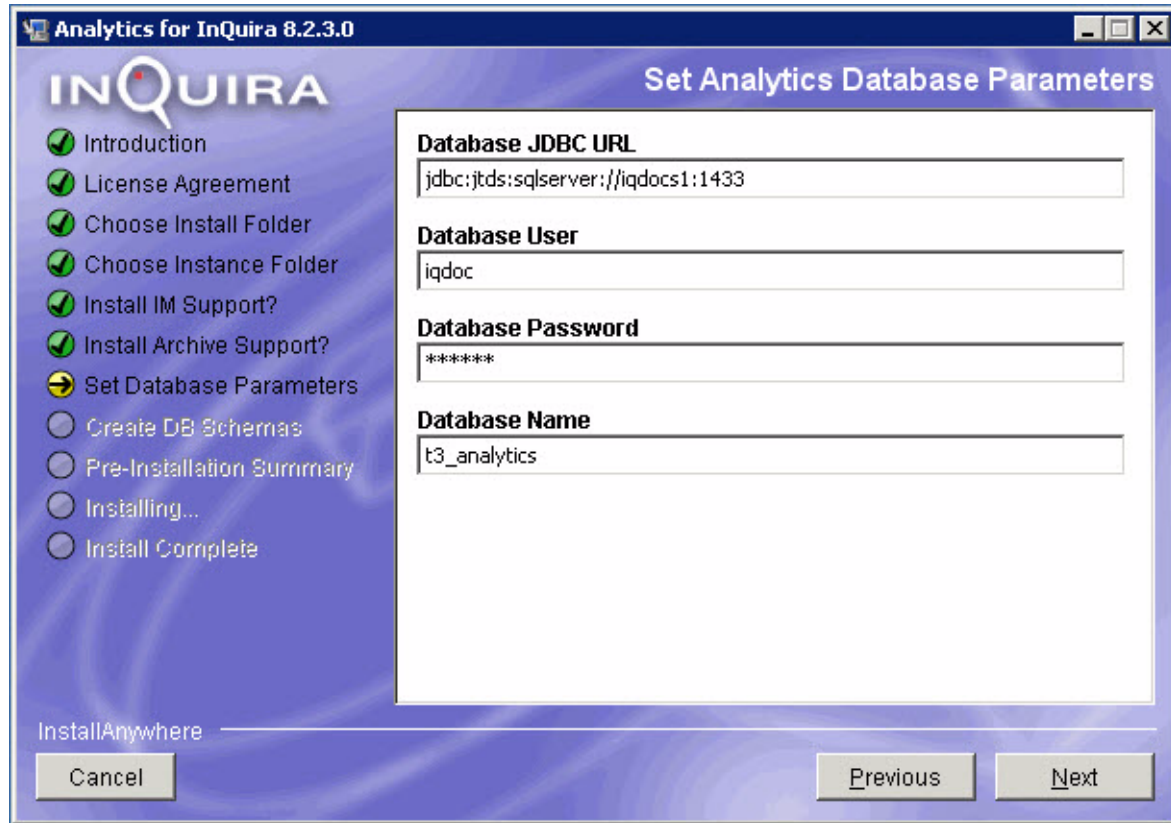 Analytics for InQuira 8.2.3.0
INQUIRA
Set Analytics Database Parameters
Introduction
License Agreement
Choose Install Folder
Choose Instance Folder
Install IM Support?
Install Archive Support?
Set Database Parameters
Create DB Schemas
Pre-Installation Summary
Installing...
Install Complete
Database JDBC URL
jdbc:jtds:sqlserver://iqdocs1:1433
Database User
iqdoc
Database Password
******
Database Name
t3_analytics
InstallAnywhere
Cancel
Previous
Next